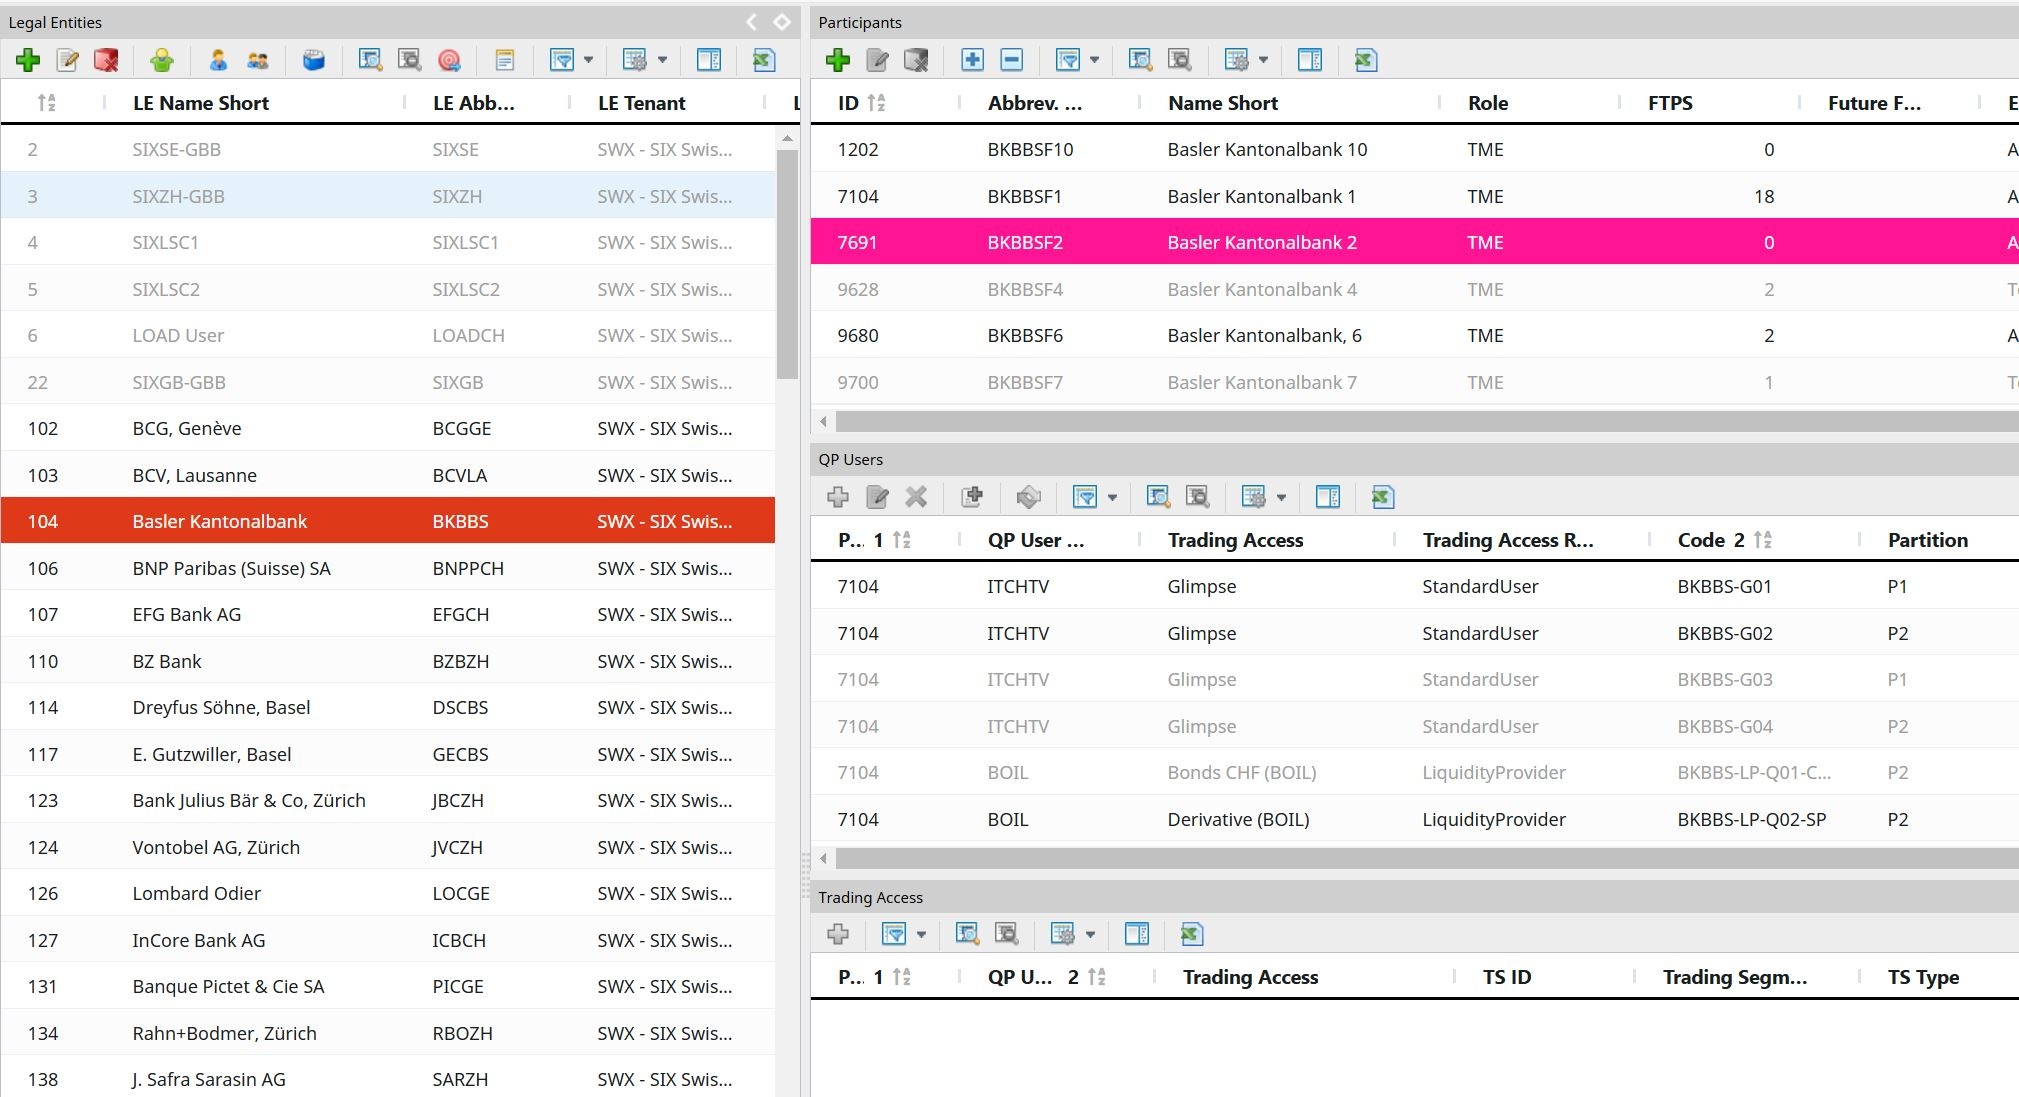 Legal Entities
LE Name Short LE Abb... LE Tenant L
2 SIXSE-GBB SIXSE SWX - SIX Swis...
3 SIXZH-GBB SIXZH SWX - SIX Swis...
4 SIXLSC1 SIXLSC1 SWX - SIX Swis...
5 SIXLSC2 SIXLSC2 SWX - SIX Swis...
6 LOAD User LOADCH SWX - SIX Swis...
22 SIXGB-GBB SIXGB SWX - SIX Swis...
102 BCG, Genève BCGGE SWX - SIX Swis...
103 BCV, Lausanne BCVLA SWX - SIX Swis...
104 Basler Kantonalbank BKBBS SWX - SIX Swis...
106 BNP Paribas (Suisse) SA BNPPCH SWX - SIX Swis...
107 EFG Bank AG EFGCH SWX - SIX Swis...
110 BZ Bank BZBZH SWX - SIX Swis...
114 Dreyfus Söhne, Basel DSCBS SWX - SIX Swis...
117 E. Gutzwiller, Basel GECBS SWX - SIX Swis...
123 Bank Julius Bär & Co, Zürich JBCZH SWX - SIX Swis...
124 Vontobel AG, Zürich JVCZH SWX - SIX Swis...
126 Lombard Odier LOCGE SWX - SIX Swis...
127 InCore Bank AG ICBCH SWX - SIX Swis...
131 Banque Pictet & Cie SA PICGE SWX - SIX Swis...
134 Rahn+Bodmer, Zürich RBOZH SWX - SIX Swis...
138 J. Safra Sarasin AG SARZH SWX - SIX Swis...
Participants
ID Abbrev. ... Name Short Role FTPS Future F... E
1202 BKBBSF10 Basler Kantonalbank 10 TME 0 A
7104 BKBBSF1 Basler Kantonalbank 1 TME 18 A
7691 BKBBSF2 Basler Kantonalbank 2 TME 0 A
9628 BKBBSF4 Basler Kantonalbank 4 TME 2 T
9680 BKBBSF6 Basler Kantonalbank, 6 TME 2 A
9700 BKBBSF7 Basler Kantonalbank 7 TME 1 T
QP Users
P... 1 QP User ... Trading Access Trading Access R... Code 2 Partition
7104 ITCHTV Glimpse StandardUser BKBBS-G01 P1
7104 ITCHTV Glimpse StandardUser BKBBS-G02 P2
7104 ITCHTV Glimpse StandardUser BKBBS-G03 P1
7104 ITCHTV Glimpse StandardUser BKBBS-G04 P2
7104 BOIL Bonds CHF (BOIL) LiquidityProvider BKBBS-LP-Q01-C... P2
7104 BOIL Derivative (BOIL) LiquidityProvider BKBBS-LP-Q02-SP P2
Trading Access
P... 1 QP U... 2 Trading Access TS ID Trading Segm... TS Type